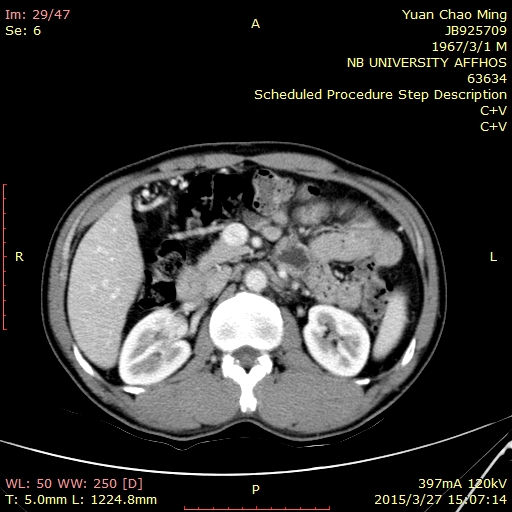 Im: 29/47
Se: 6
A
Yuan Chao Ming
JB925709
1967/3/1 M
NB UNIVERSITY AFFHOS
63634
Scheduled Procedure Step Description
C+V
C+V
R
L
WL: 50 WW: 250 [D]
T: 5.0mm L: 1224.8mm
P
397mA 120kV
2015/3/27 15:07:14